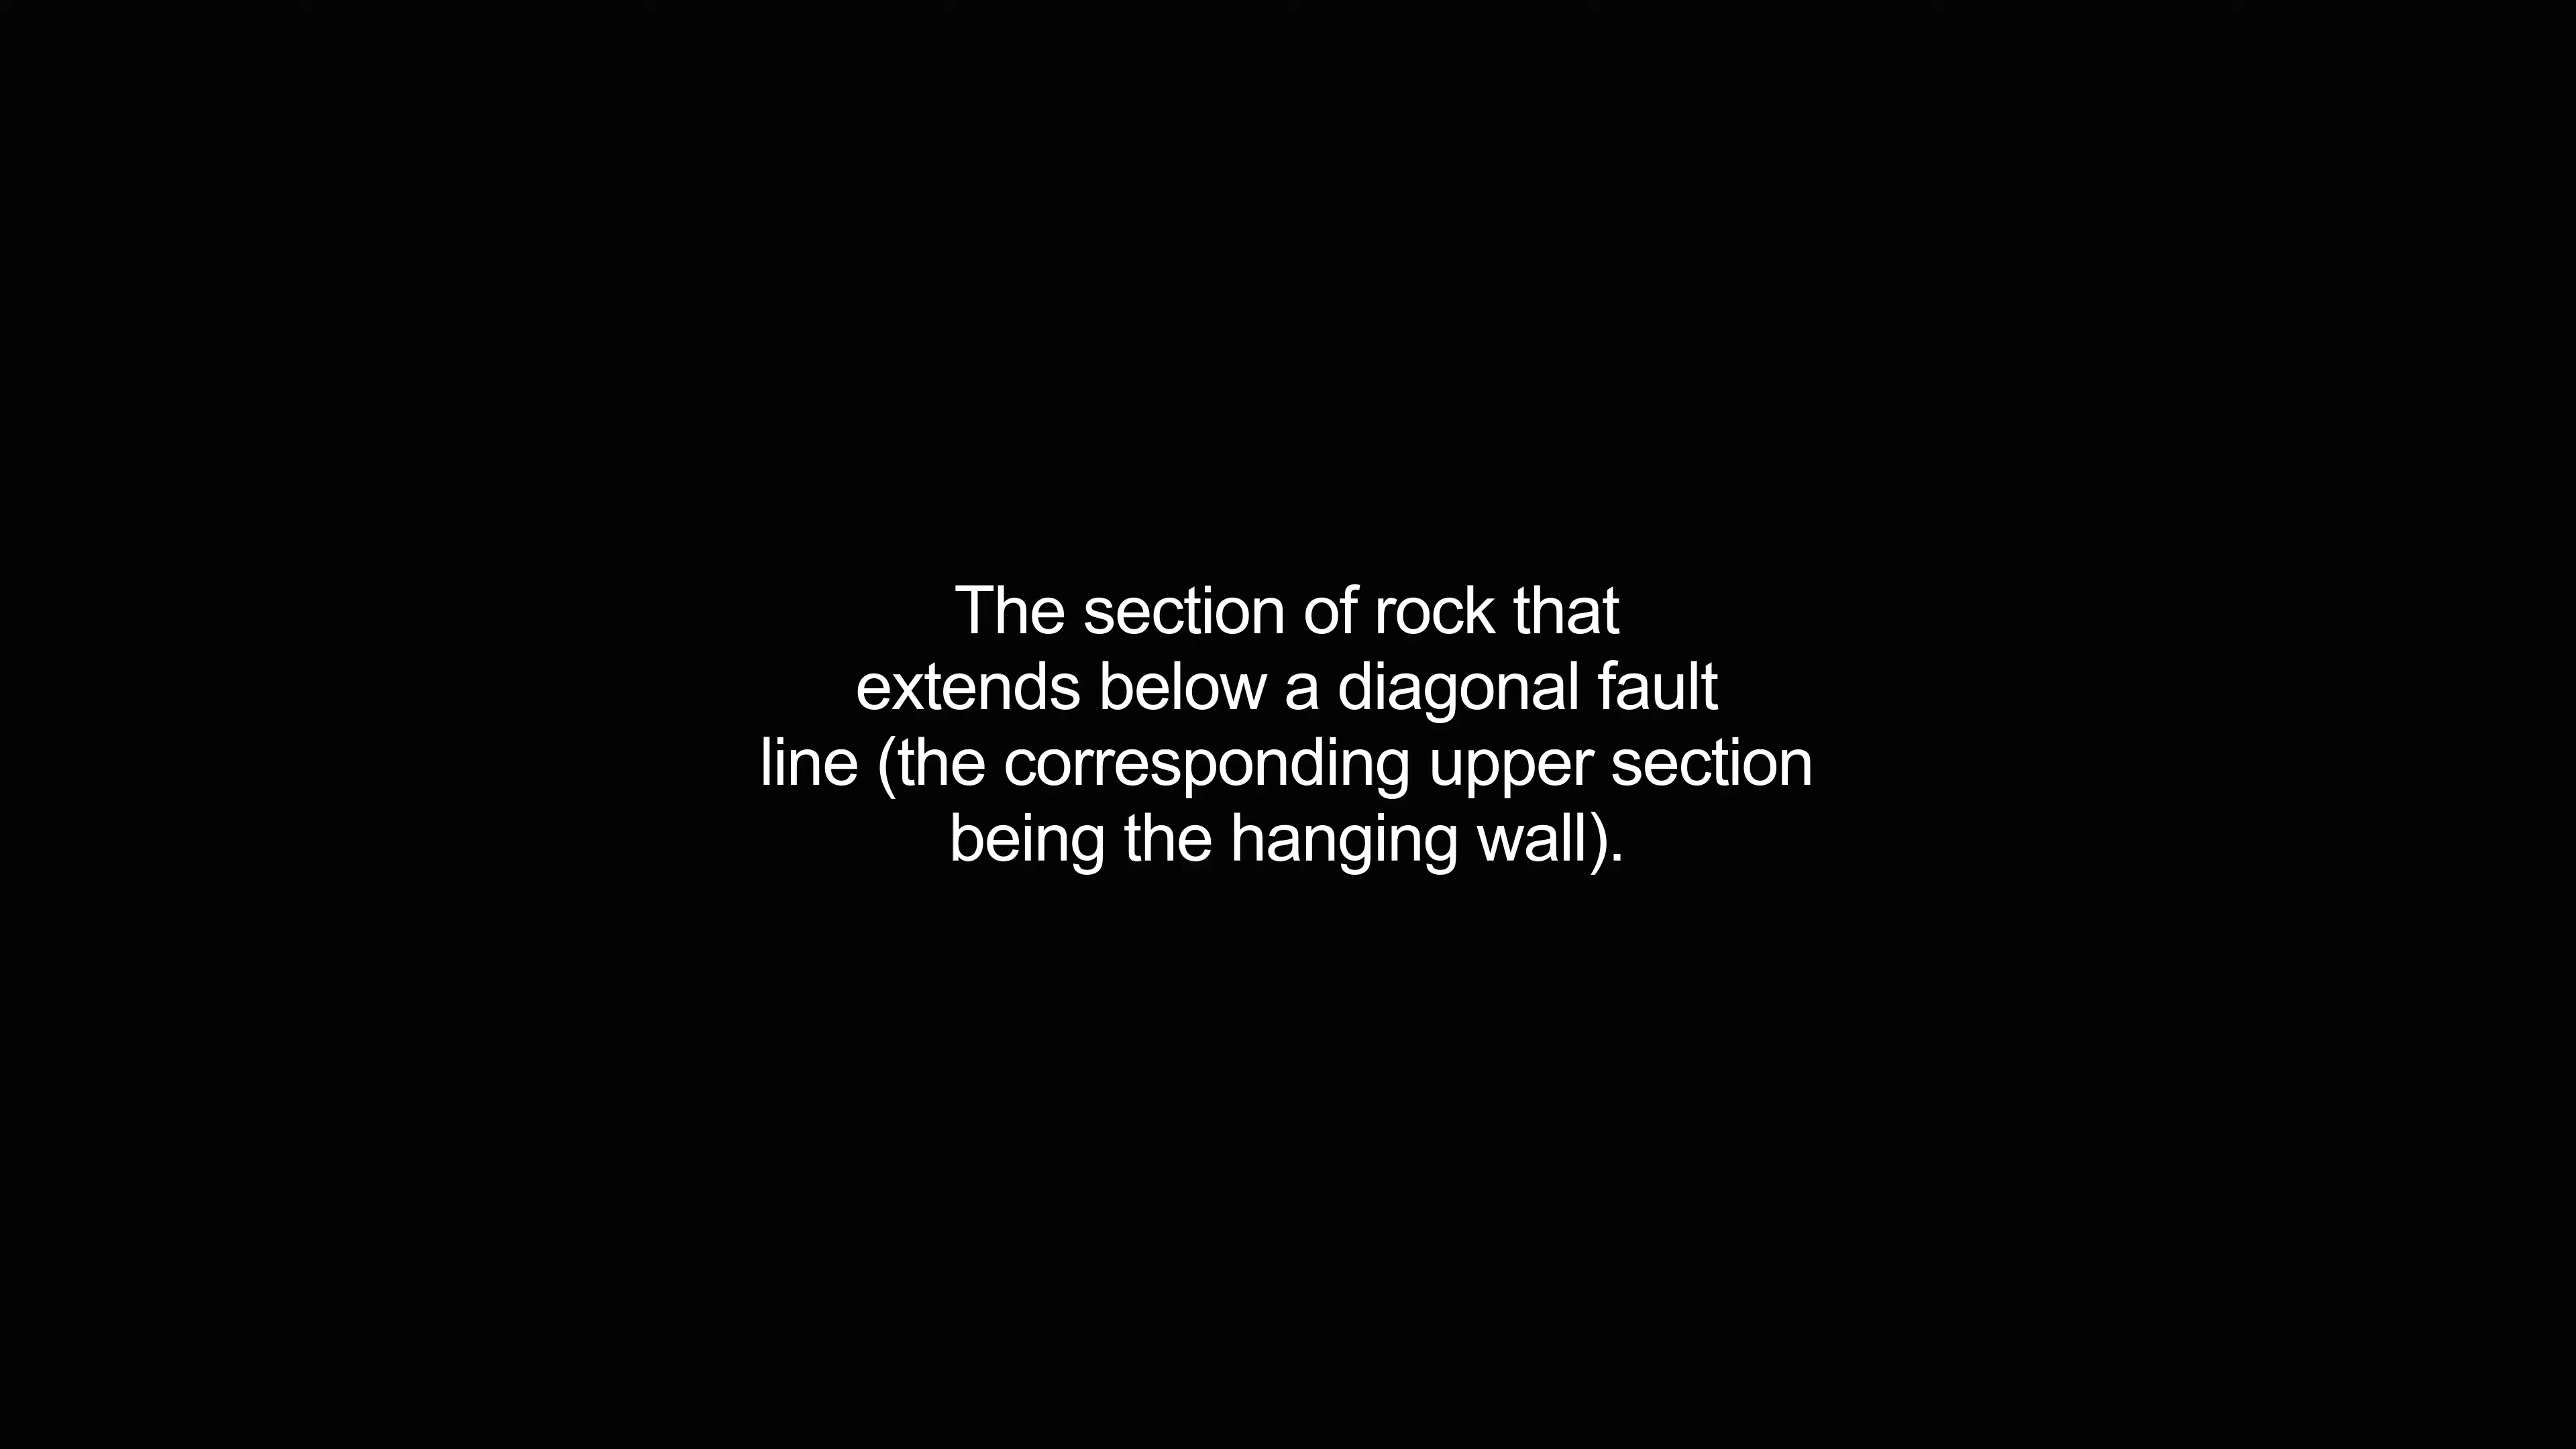 The section of rock that
extends below a diagonal fault
line (the corresponding upper section
being the hanging wall).